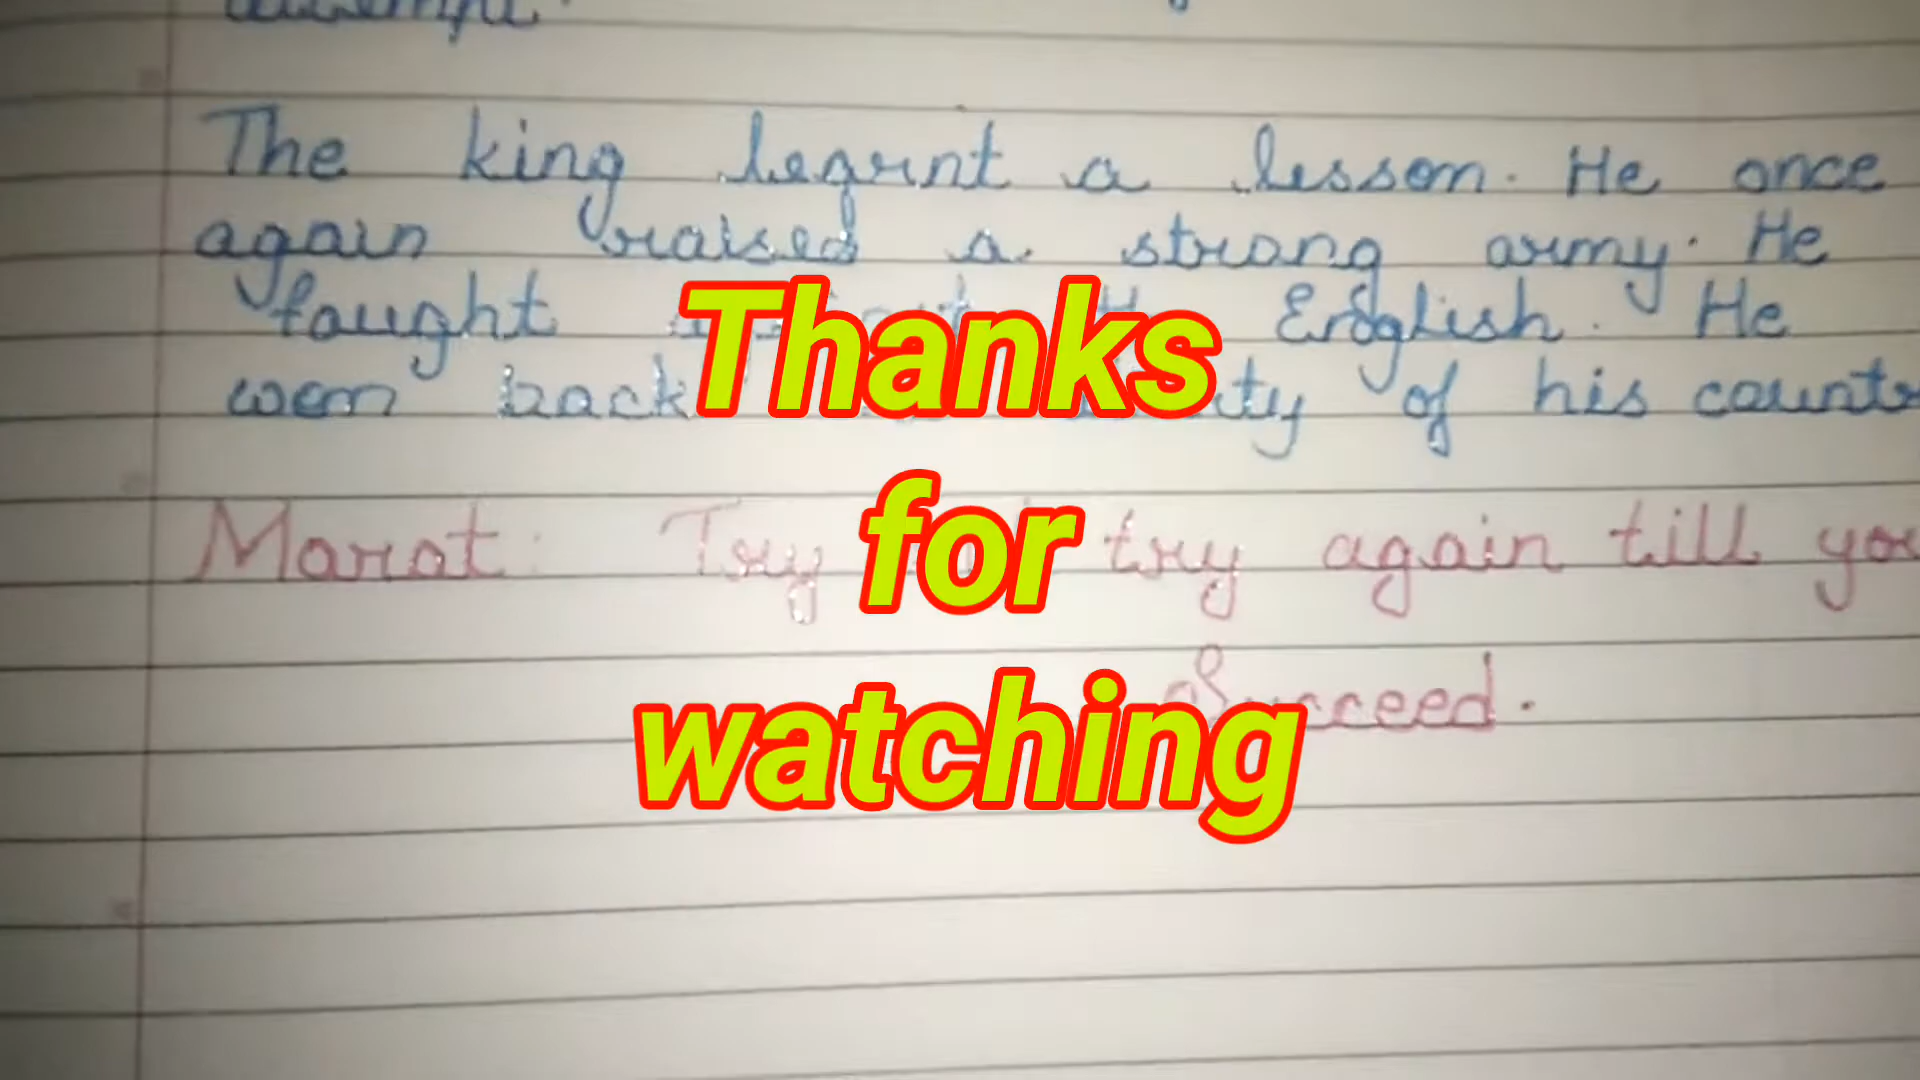 The king learnt a lesson. He once
again raised a strong army. He
fought English. He
won back of his
Moral: Try try again till you
Succeed.
Thanks
for
watching